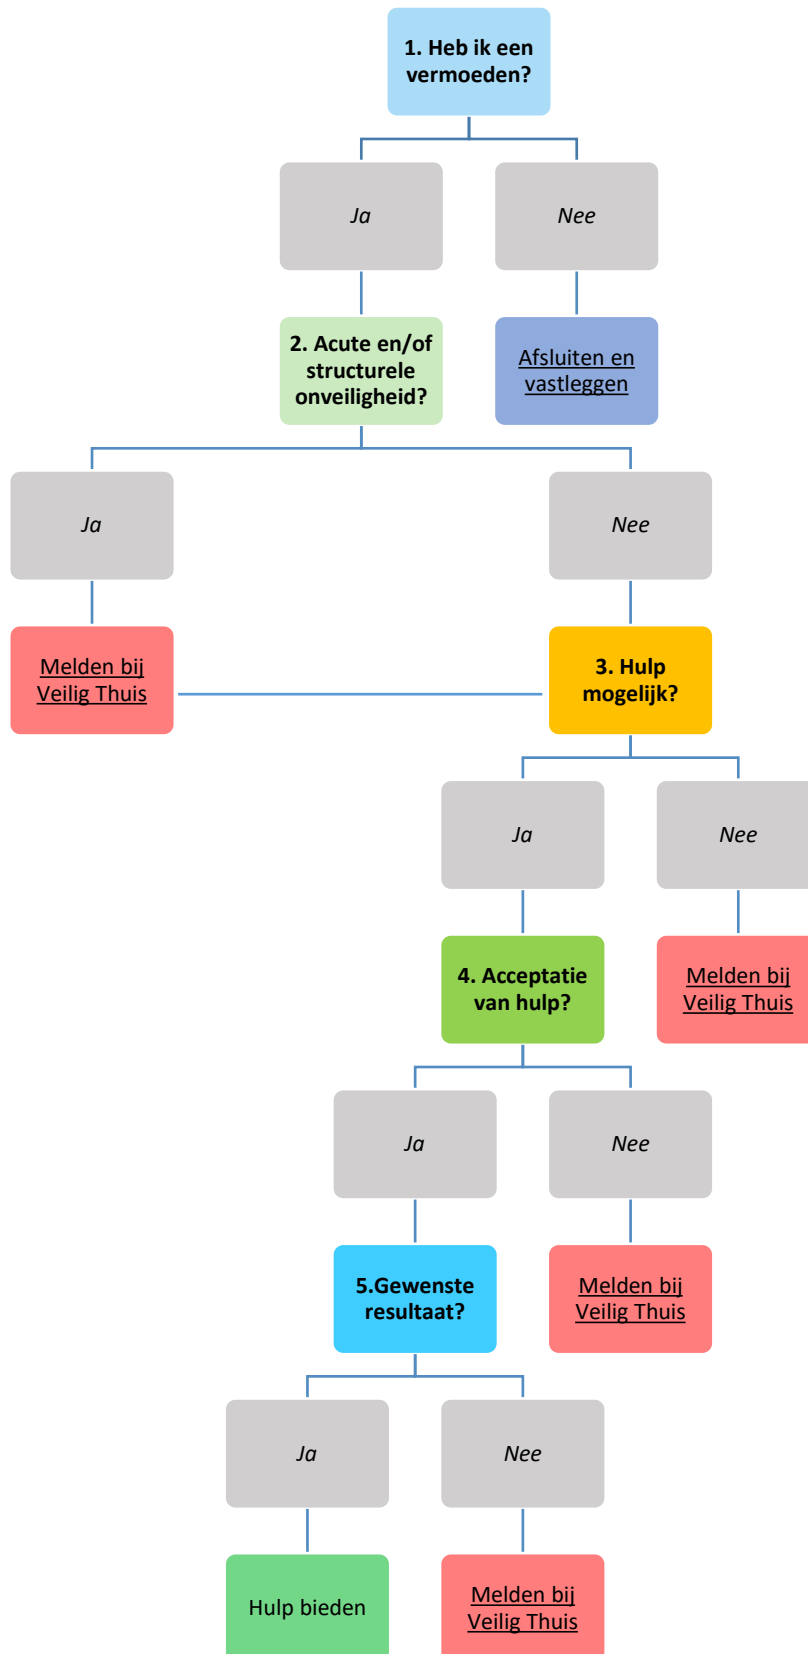 1. Heb ik een
vermoeden?
Ja
Nee
2. Acute en/of
structurele
onveiligheid?
Afsluiten en
vastleggen
Ja
Nee
Melden bij
Veilig Thuis
3. Hulp
mogelijk?
Ja
Nee
4. Acceptatie
van hulp?
Melden bij
Veilig Thuis
Ja
Nee
5.Gewenste
resultaat?
Melden bij
Veilig Thuis
Ja
Nee
Hulp bieden
Melden bij
Veilig Thuis